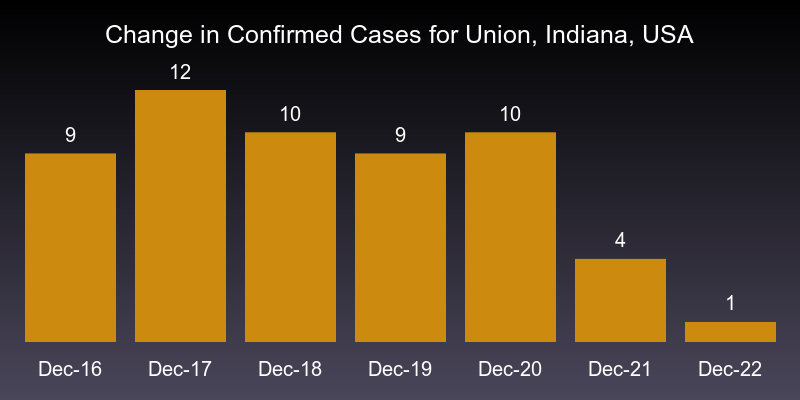 Change in Confirmed Cases for Union, Indiana, USA
9
12
10
9
10
4
1
Dec-16
Dec-17
Dec-18
Dec-19
Dec-20
Dec-21
Dec-22